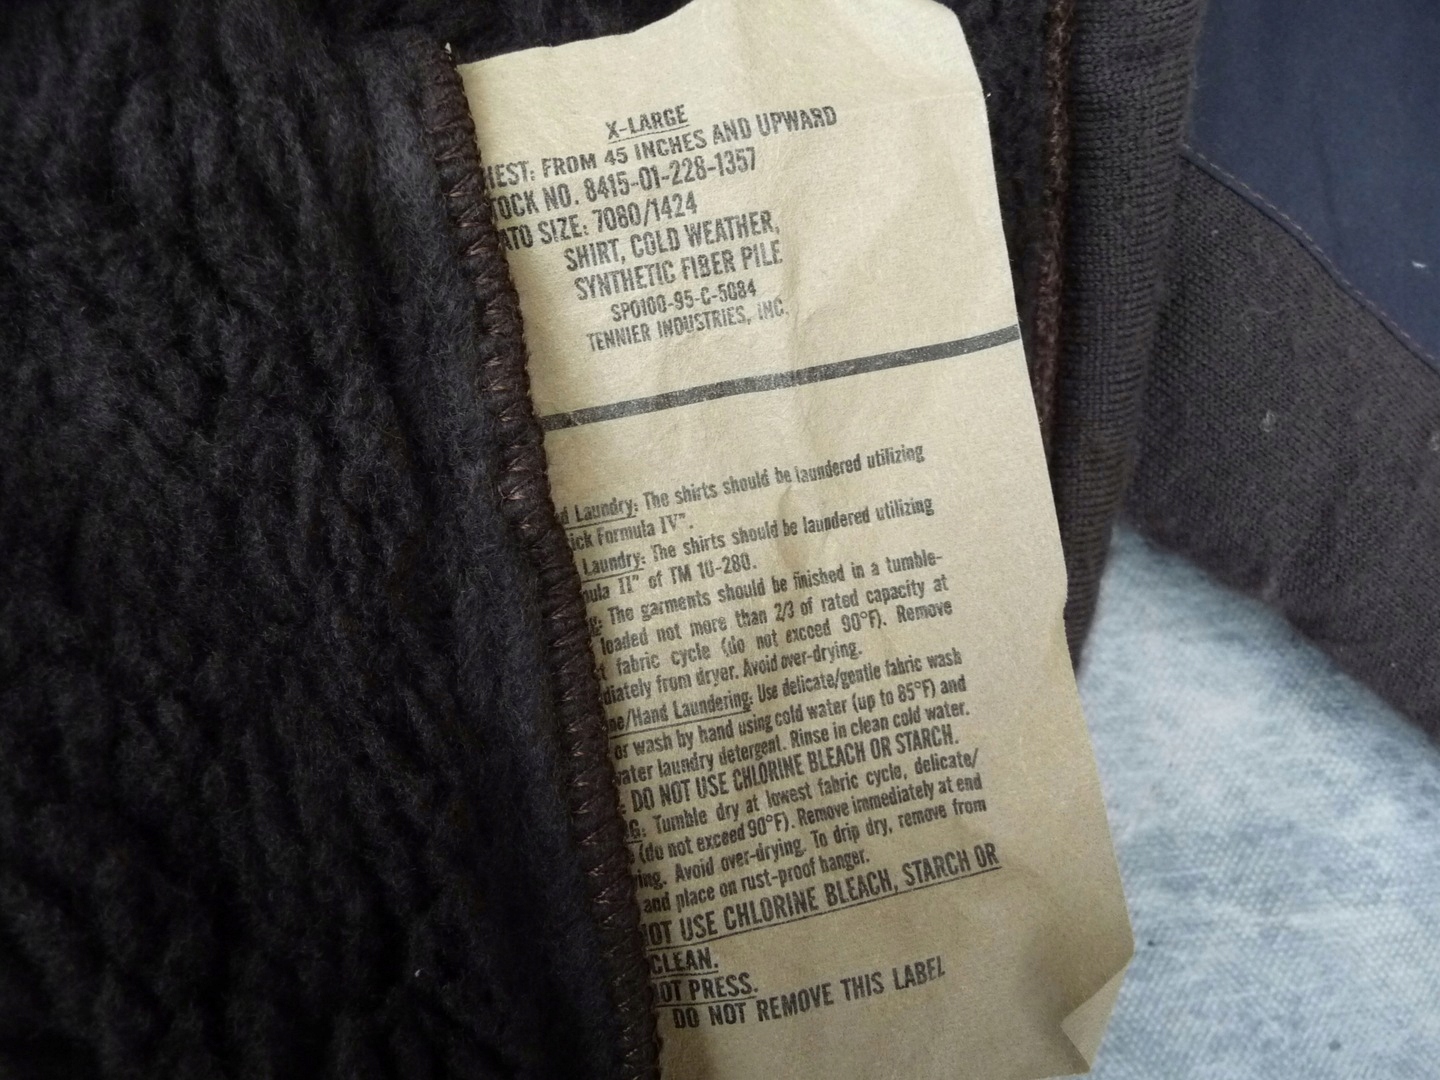 X-LARGE
HEST: FROM 45 INCHES AND UPWARD
TOCK NO. 8415-01-228-1357
ATO SIZE: 7080/1424
SHIRT, COLD WEATHER,
SYNTHETIC FIBER PILE
SPO100-95-C-5084
TENNIER INDUSTRIES, INC.
d Laundry: The shirts should be laundered utilizing
ick Formula IV".
Laundry: The shirts should be laundered utilizing
ula II" of TM 10-280.
g: The garments should be finished in a tumble-
loaded not more than 2/3 of rated capacity at
t fabric cycle (do not exceed 90°F). Remove
diately from dryer. Avoid over-drying.
ne/Hand Laundering: Use delicate/gentle fabric wash
or wash by hand using cold water (up to 85°F) and
water laundry detergent. Rinse in clean cold water.
: DO NOT USE CHLORINE BLEACH OR STARCH.
G: Tumble dry at lowest fabric cycle, delicate/
(do not exceed 90°F). Remove immediately at end
ing. Avoid over-drying. To drip dry, remove from
and place on rust-proof hanger.
NOT USE CHLORINE BLEACH, STARCH OR
CLEAN.
OT PRESS.
DO NOT REMOVE THIS LABEL